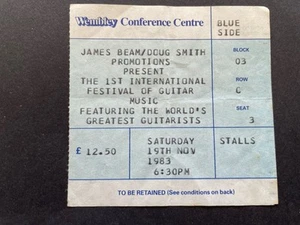 Wembley Conference Centre
BLUE
SIDE
JAMES BEAM/DOUG SMITH
PROMOTIONS
PRESENT
THE 1ST INTERNATIONAL
FESTIVAL OF GUITAR
MUSIC
FEATURING THE WORLD'S
GREATEST GUITARISTS
BLOCK
03
ROW
C
SEAT
3
£ 12.50
SATURDAY
19TH NOV
1983
6:30PM
STALLS
TO BE RETAINED (See conditions on back)